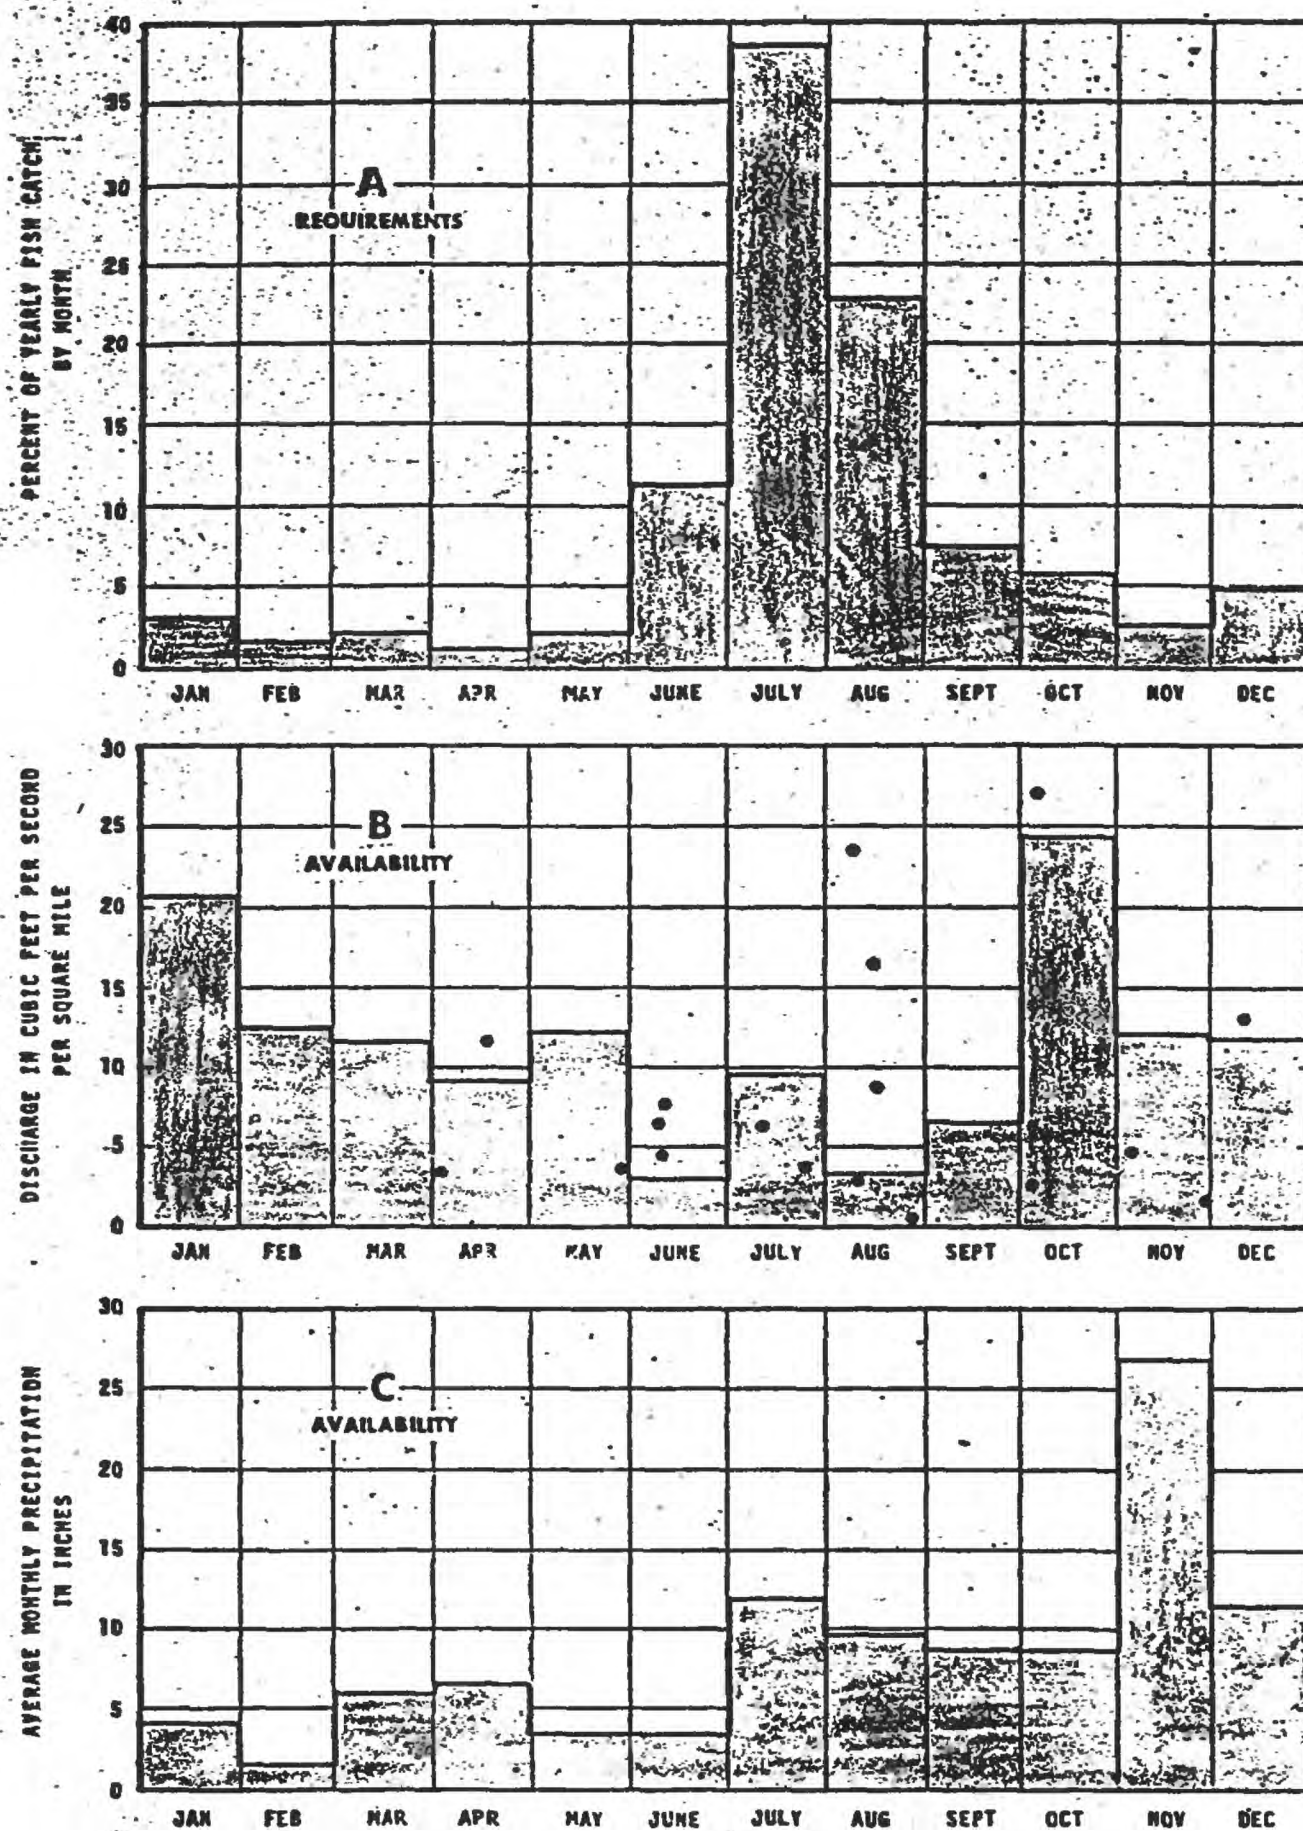 PERCENT OF YEARLY FISH CATCH
BY MONTH
40
35
30
25
20
15
10
5
0
A
REQUIREMENTS
JAN FEB MAR APR MAY JUNE JULY AUG SEPT OCT NOV DEC
DISCHARGE IN CUBIC FEET PER SECOND
PER SQUARE MILE
30
25
20
15
10
5
0
B
AVAILABILITY
JAN FEB MAR APR MAY JUNE JULY AUG SEPT OCT NOV DEC
AVERAGE MONTHLY PRECIPITATION
IN INCHES
30
25
20
15
10
5
0
C
AVAILABILITY
JAN FEB MAR APR MAY JUNE JULY AUG SEPT OCT NOV DEC